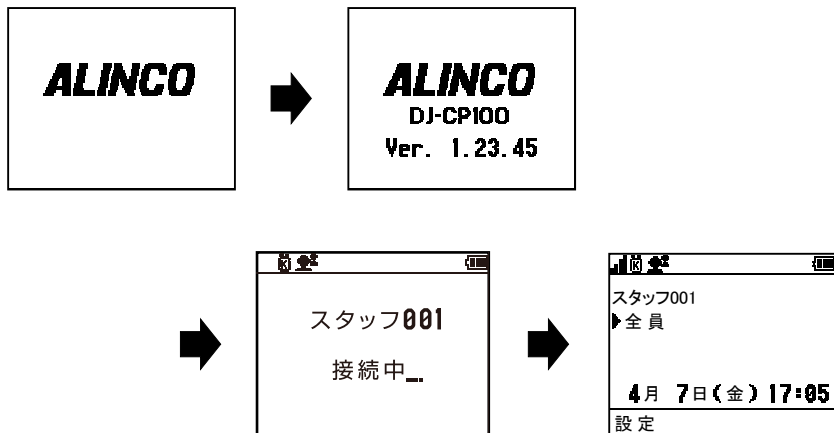 ALINCO
ALINCO
DJ-CP100
Ver. 1.23.45
スタッフ001
接続中...
スタッフ001
全員
4月 7日(金) 17:05
設定